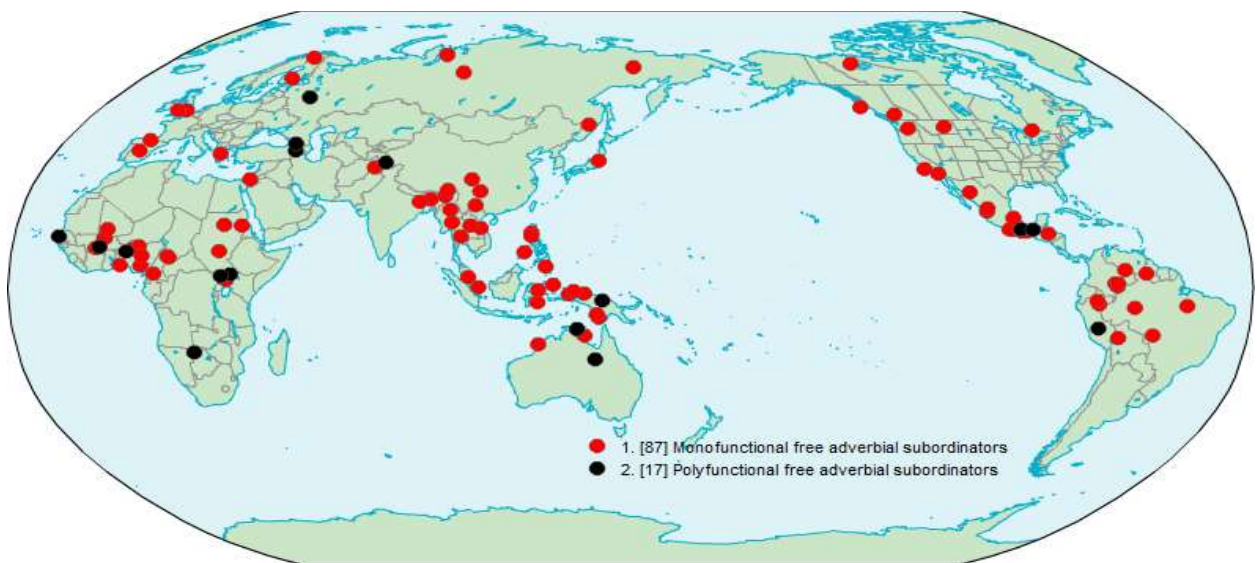 1. [87] Monofunctional free adverbial subordinators
2. [17] Polyfunctional free adverbial subordinators